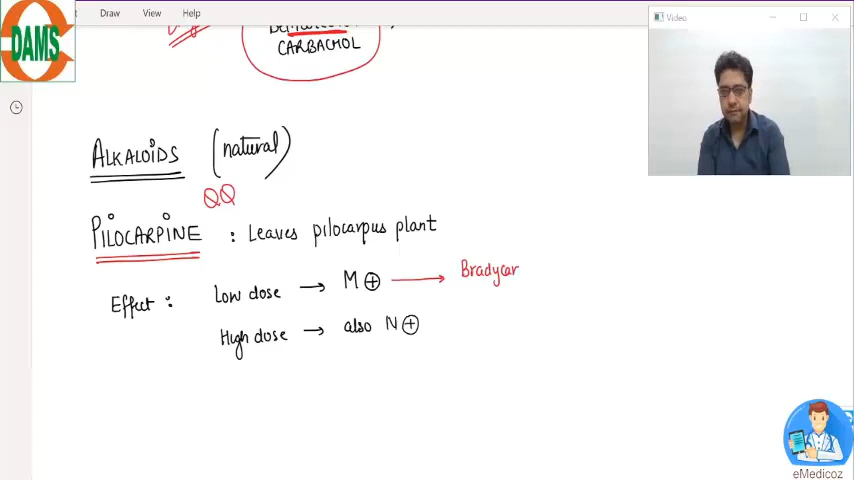 Draw View Help
Video
DAMS
CARBACHOL
ALKALOIDS (natural)
QQ
PILOCARPINE : Leaves pilocarpus plant
Effect : Low dose → M⊕ → Bradycar
High dose → also N⊕
eMedicoz